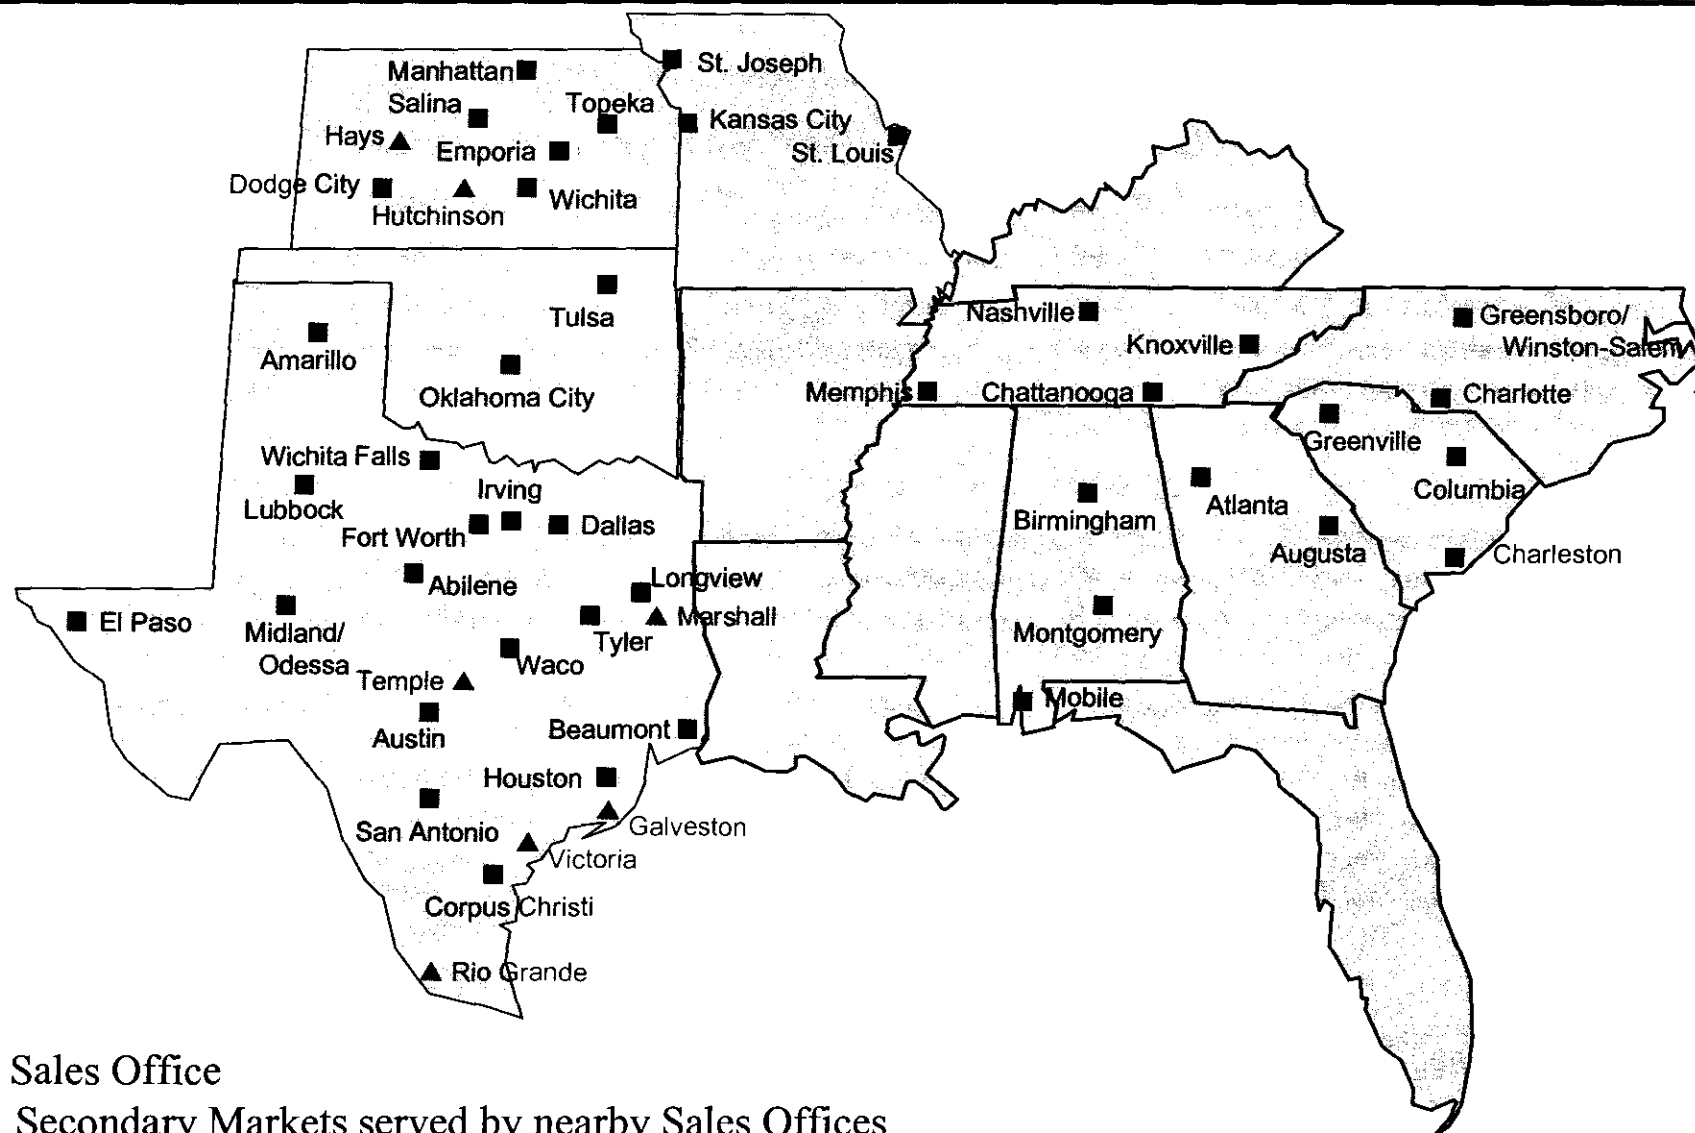 St. Joseph
Manhattan
Salina
Topeka
Kansas City
Hays
Emporia
St. Louis
Dodge City
Wichita
Hutchinson
Tulsa
Nashville
Greensboro/
Winston-Salem
Knoxville
Amarillo
Oklahoma City
Memphis
Chattanooga
Charlotte
Greenville
Wichita Falls
Irving
Columbia
Lubbock
Atlanta
Birmingham
Fort Worth
Dallas
Augusta
Charleston
Longview
Abilene
Marshall
El Paso
Midland/
Odessa
Tyler
Montgomery
Waco
Temple
Mobile
Austin
Beaumont
Houston
San Antonio
Galveston
Victoria
Corpus Christi
Rio Grande
Sales Office
Secondary Markets served by nearby Sales Offices